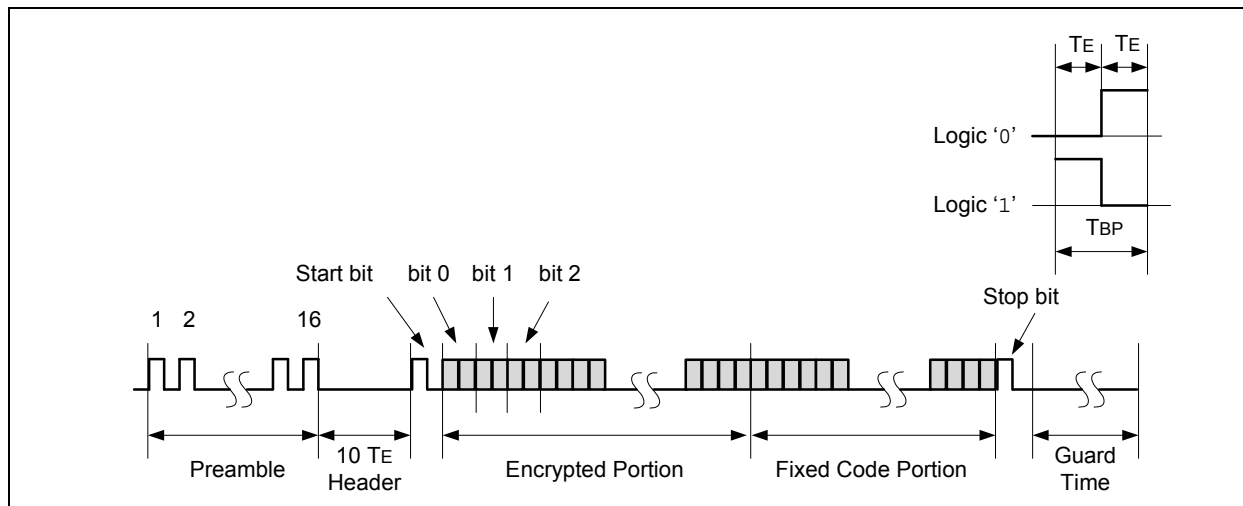 TE TE
Logic ‘0’
Logic ‘1’
TBP
Start bit bit 0 bit 1 bit 2
Stop bit
1 2 16
Preamble
10 TE
Header
Encrypted Portion
Fixed Code Portion
Guard
Time